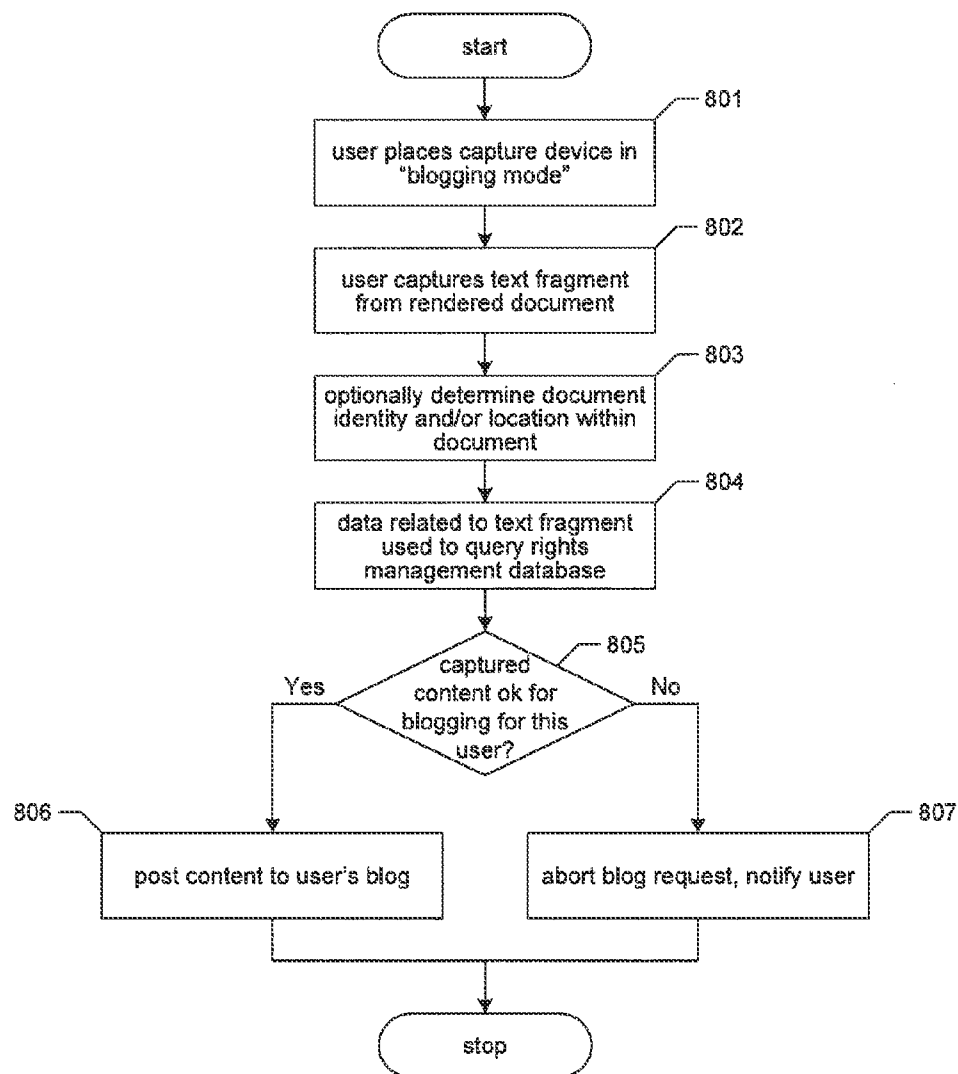 start
801
user places capture device in
"blogging mode"
802
user captures text fragment
from rendered document
803
optionally determine document
identity and/or location within
document
804
data related to text fragment
used to query rights
management database
805
captured
content ok for
blogging for this
user?
Yes
No
806
post content to user's blog
807
abort blog request, notify user
stop